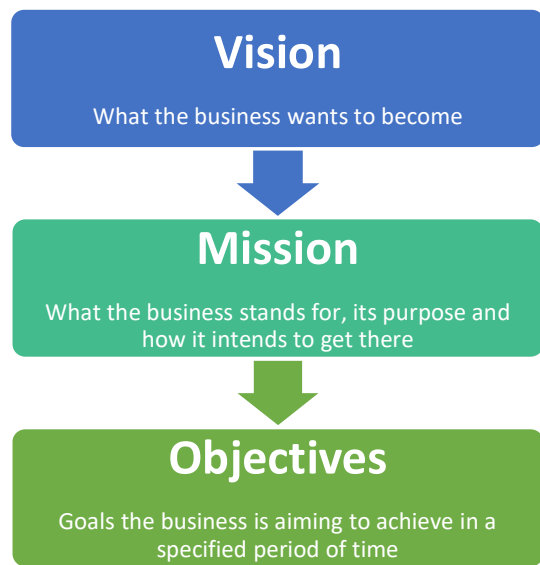 Vision
What the business wants to become
Mission
What the business stands for, its purpose and
how it intends to get there
Objectives
Goals the business is aiming to achieve in a
specified period of time